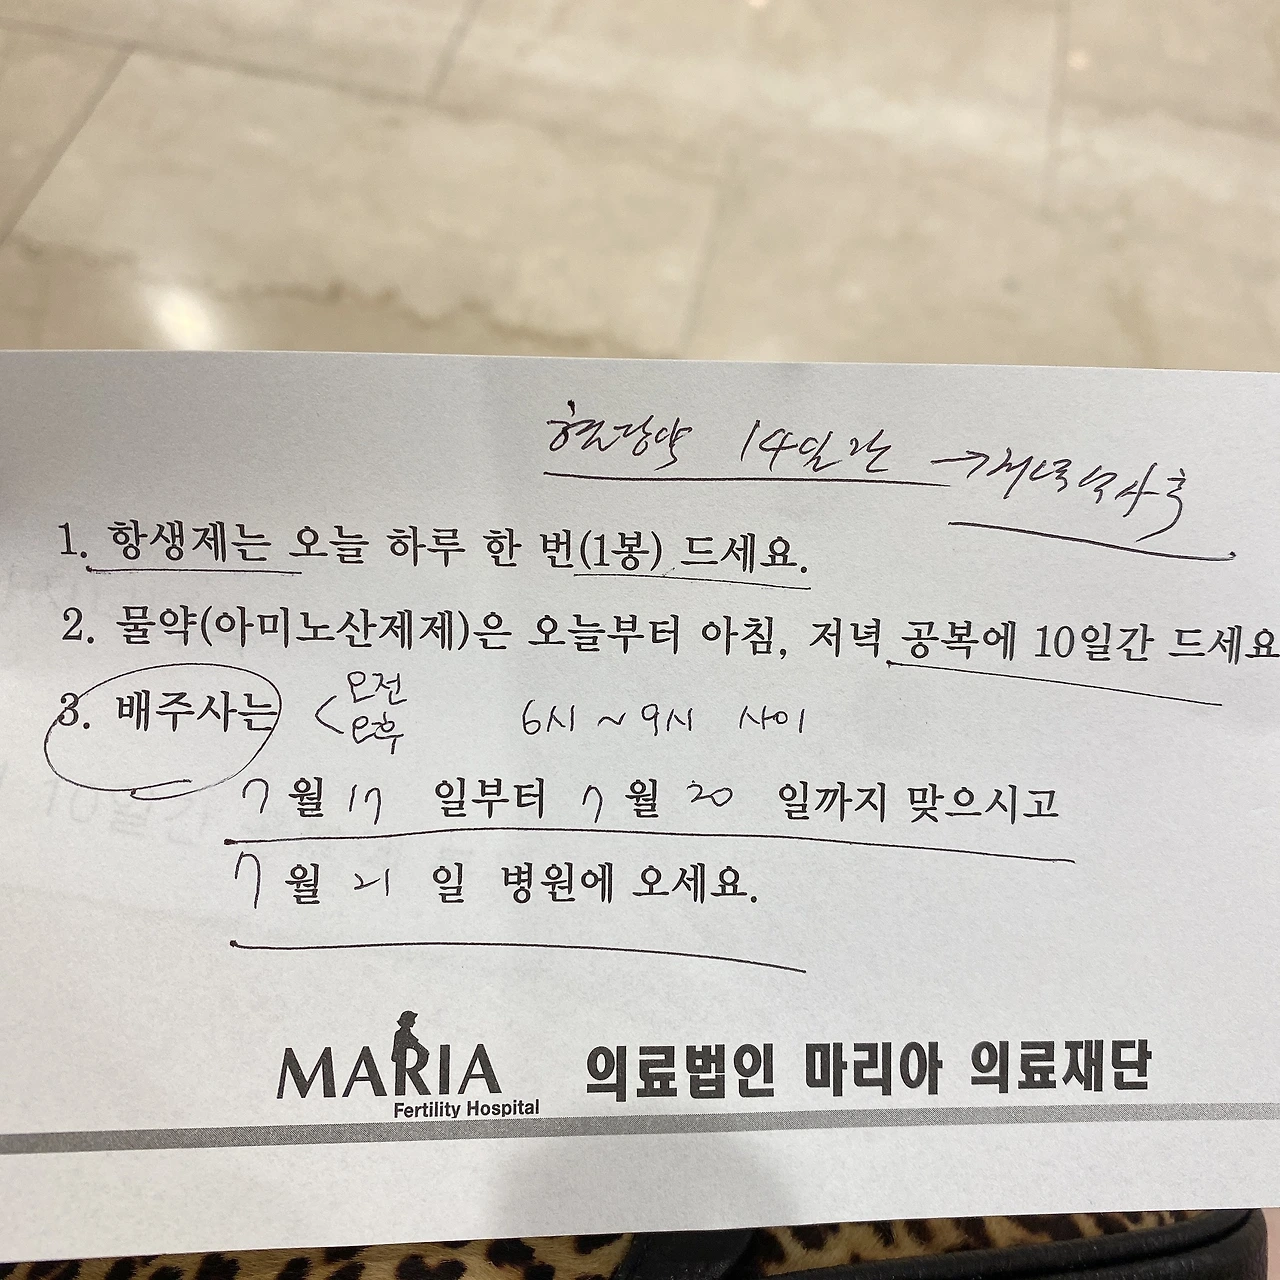 혈당약 14일간 → 저녁식사후
1. 항생제는 오늘 하루 한 번(1봉) 드세요.
2. 물약(아미노산제제)은 오늘부터 아침, 저녁 공복에 10일간 드세요
3. 배주사는 < 오전 오후 6시 ~ 9시 사이
7월 17 일부터 7월 20 일까지 맞으시고
7월 21 일 병원에 오세요.
MARIA 의료법인 마리아 의료재단
Fertility Hospital